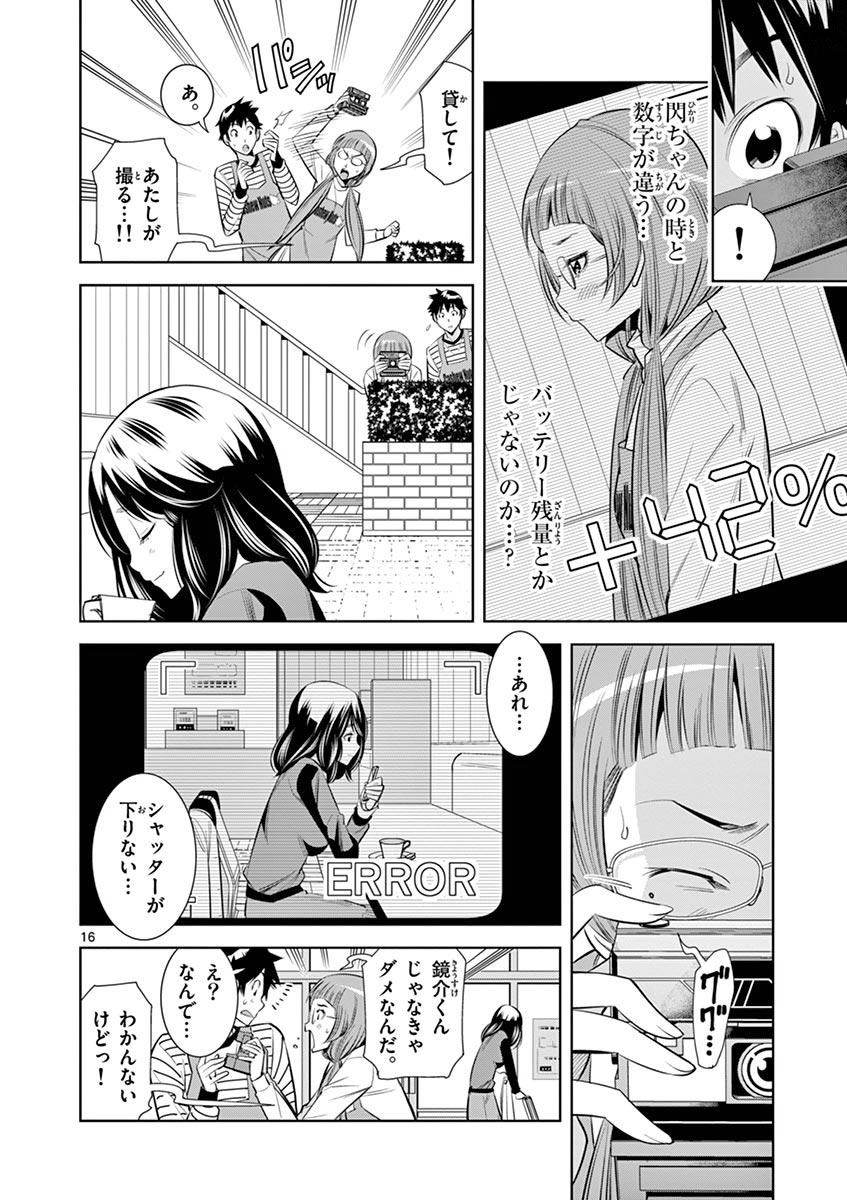 ！
閃ちゃんの時と
数字が違う…
バッテリー残量とか
じゃないのか…？
+42%
貸して！
パシッ
あ。
あたしが
撮る…!!
ググ…
…あれ…
シャッターが
下りない…
ERROR
鏡介くん
じゃなきゃ
ダメなんだ。
え？
なんで…
わかんない
けどっ！
16